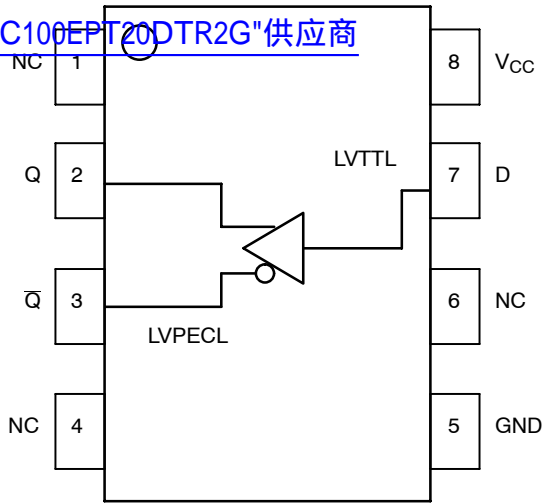 C100EPT20DTR2G"供应商
NC 1
8 VCC
Q 2
LVTTL
7 D
Q̅ 3
6 NC
LVPECL
NC 4
5 GND